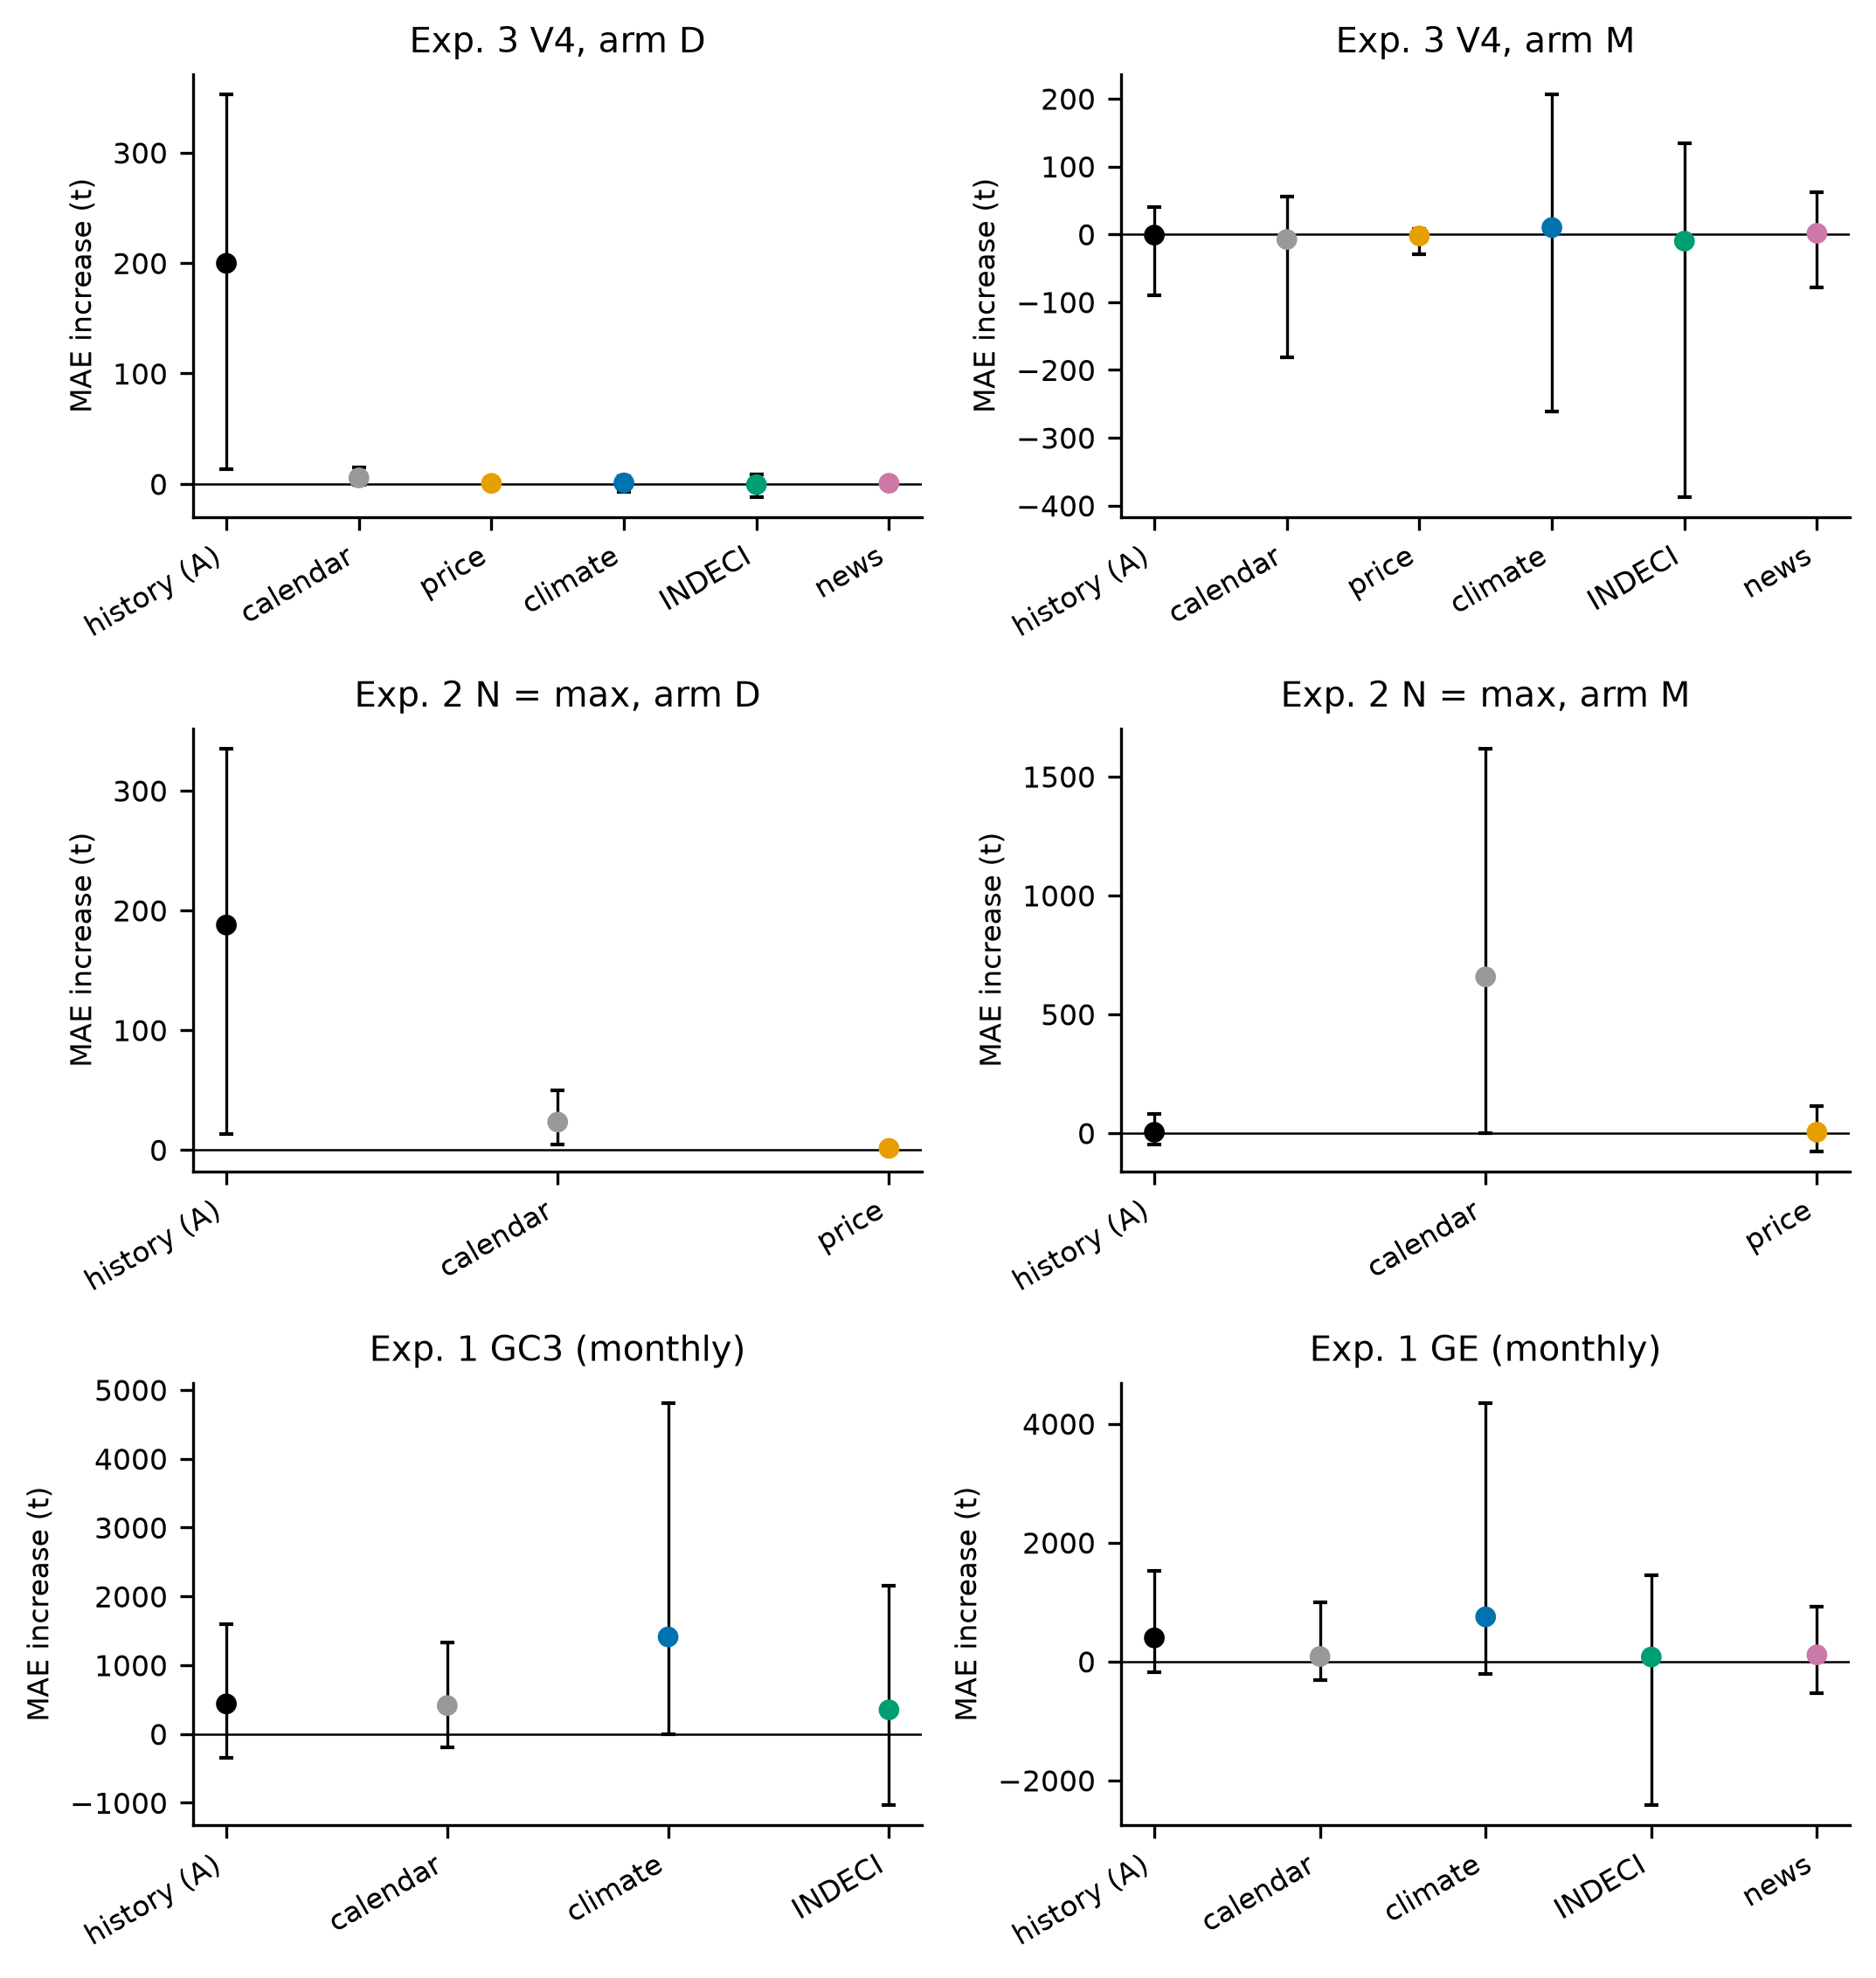 Exp. 3 V4, arm D
MAE increase (t)
300
200
100
0
history (A)
calendar
price
climate
INDECI
news
Exp. 3 V4, arm M
MAE increase (t)
200
100
0
−100
−200
−300
−400
history (A)
calendar
price
climate
INDECI
news
Exp. 2 N = max, arm D
MAE increase (t)
300
200
100
0
history (A)
calendar
price
Exp. 2 N = max, arm M
MAE increase (t)
1500
1000
500
0
history (A)
calendar
price
Exp. 1 GC3 (monthly)
MAE increase (t)
5000
4000
3000
2000
1000
0
−1000
history (A)
calendar
climate
INDECI
Exp. 1 GE (monthly)
MAE increase (t)
4000
2000
0
−2000
history (A)
calendar
climate
INDECI
news